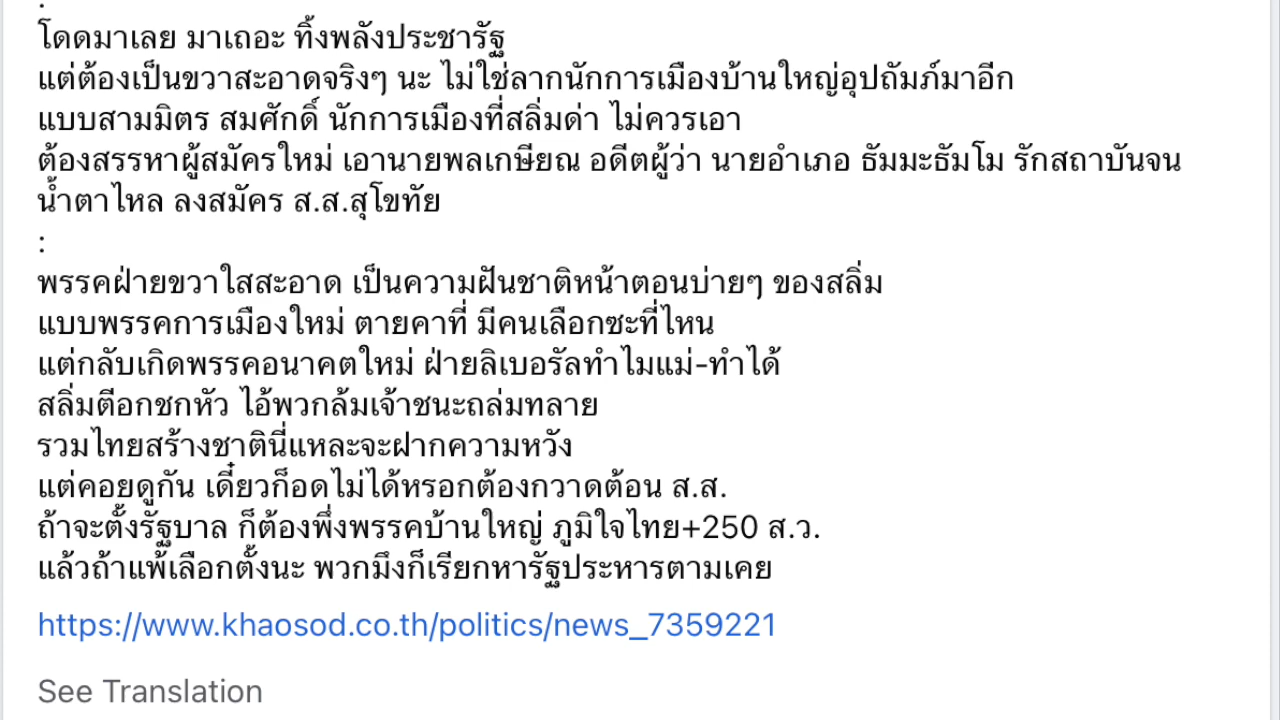 :
โดดมาเลย มาเถอะ ทิ้งพลังประชารัฐ
แต่ต้องเป็นขวาสะอาดจริงๆ นะ ไม่ใช่ลากนักการเมืองบ้านใหญ่อุปถัมภ์มาอีก
แบบสามมิตร สมศักดิ์ นักการเมืองที่สลิ่มด่า ไม่ควรเอา
ต้องสรรหาผู้สมัครใหม่ เอานายพลเกษียณ อดีตผู้ว่า นายอำเภอ ธัมมะธัมโม รักสถาบันจน
น้ำตาไหล ลงสมัคร ส.ส.สุโขทัย
:
พรรคฝ่ายขวาใสสะอาด เป็นความฝันชาติหน้าตอนบ่ายๆ ของสลิ่ม
แบบพรรคการเมืองใหม่ ตายคาที่ มีคนเลือกซะที่ไหน
แต่กลับเกิดพรรคอนาคตใหม่ ฝ่ายลิเบอรัลทำไมแม่-ทำได้
สลิ่มตีอกชกหัว ไอ้พวกล้มเจ้าชนะถล่มทลาย
รวมไทยสร้างชาตินี่แหละจะฝากความหวัง
แต่คอยดูกัน เดี๋ยวก็อดไม่ได้หรอกต้องกวาดต้อน ส.ส.
ถ้าจะตั้งรัฐบาล ก็ต้องพึ่งพรรคบ้านใหญ่ ภูมิใจไทย+250 ส.ว.
แล้วถ้าแพ้เลือกตั้งนะ พวกมึงก็เรียกหารัฐประหารตามเคย
https://www.khaosod.co.th/politics/news_7359221
See Translation